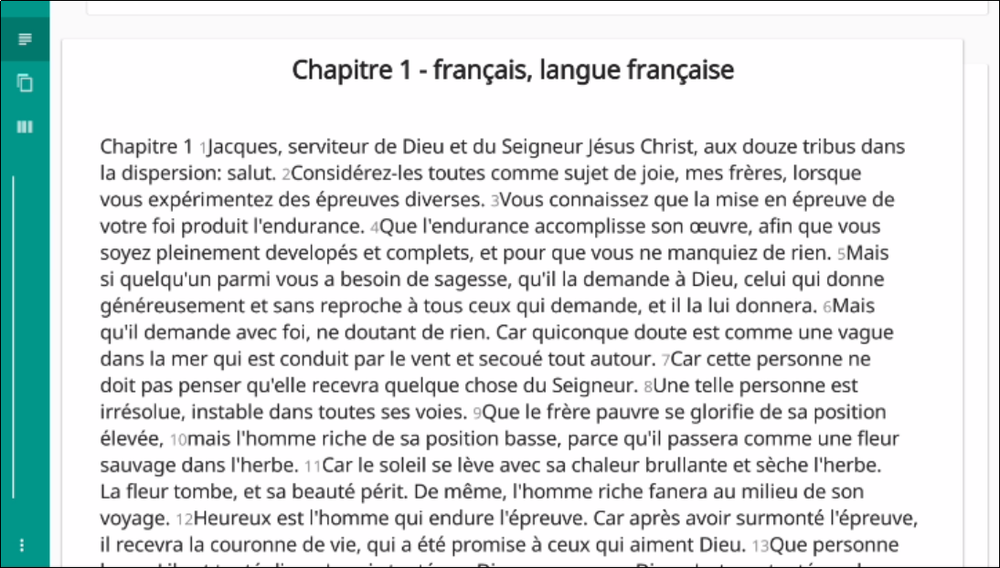 Chapitre 1 - français, langue française
Chapitre 1 1Jacques, serviteur de Dieu et du Seigneur Jésus Christ, aux douze tribus dans
la dispersion: salut. 2Considérez-les toutes comme sujet de joie, mes frères, lorsque
vous expérimentez des épreuves diverses. 3Vous connaissez que la mise en épreuve de
votre foi produit l'endurance. 4Que l'endurance accomplisse son œuvre, afin que vous
soyez pleinement developés et complets, et pour que vous ne manquiez de rien. 5Mais
si quelqu'un parmi vous a besoin de sagesse, qu'il la demande à Dieu, celui qui donne
généreusement et sans reproche à tous ceux qui demande, et il la lui donnera. 6Mais
qu'il demande avec foi, ne doutant de rien. Car quiconque doute est comme une vague
dans la mer qui est conduit par le vent et secoué tout autour. 7Car cette personne ne
doit pas penser qu'elle recevra quelque chose du Seigneur. 8Une telle personne est
irrésolue, instable dans toutes ses voies. 9Que le frère pauvre se glorifie de sa position
élevée, 10mais l'homme riche de sa position basse, parce qu'il passera comme une fleur
sauvage dans l'herbe. 11Car le soleil se lève avec sa chaleur brullante et sèche l'herbe.
La fleur tombe, et sa beauté périt. De même, l'homme riche fanera au milieu de son
voyage. 12Heureux est l'homme qui endure l'épreuve. Car après avoir surmonté l'épreuve,
il recevra la couronne de vie, qui a été promise à ceux qui aiment Dieu. 13Que personne